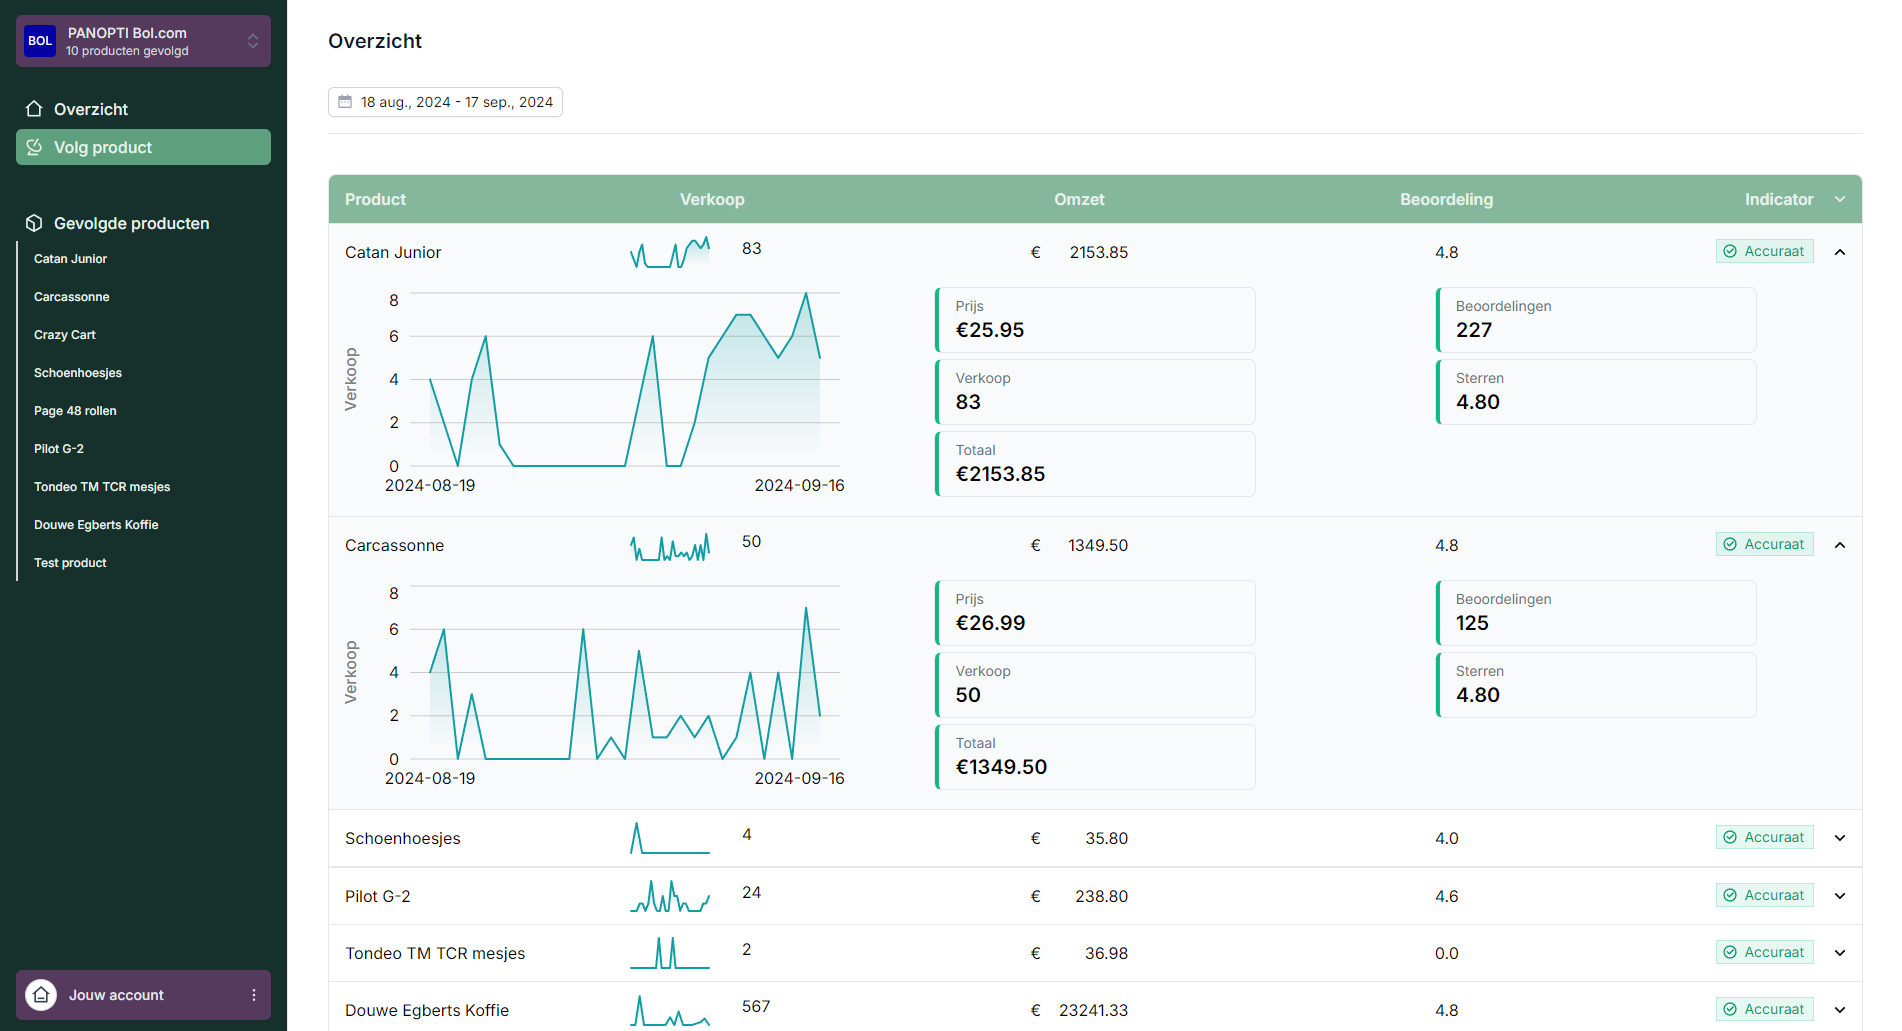 BOL
PANOPTI Bol.com
10 producten gevolgd
Overzicht
Volg product
Gevolgde producten
Catan Junior
Carcassonne
Crazy Cart
Schoenhoesjes
Page 48 rollen
Pilot G-2
Tondeo TM TCR mesjes
Douwe Egberts Koffie
Test product
Jouw account
Overzicht
18 aug., 2024 - 17 sep., 2024
Product Verkoop Omzet Beoordeling Indicator
Catan Junior 83 € 2153.85 4.8 Accuraat
Verkoop
8
6
4
2
0
2024-08-19 2024-09-16
Prijs
€25.95
Verkoop
83
Totaal
€2153.85
Beoordelingen
227
Sterren
4.80
Carcassonne 50 € 1349.50 4.8 Accuraat
Verkoop
8
6
4
2
0
2024-08-19 2024-09-16
Prijs
€26.99
Verkoop
50
Totaal
€1349.50
Beoordelingen
125
Sterren
4.80
Schoenhoesjes 4 € 35.80 4.0 Accuraat
Pilot G-2 24 € 238.80 4.6 Accuraat
Tondeo TM TCR mesjes 2 € 36.98 0.0 Accuraat
Douwe Egberts Koffie 567 € 23241.33 4.8 Accuraat